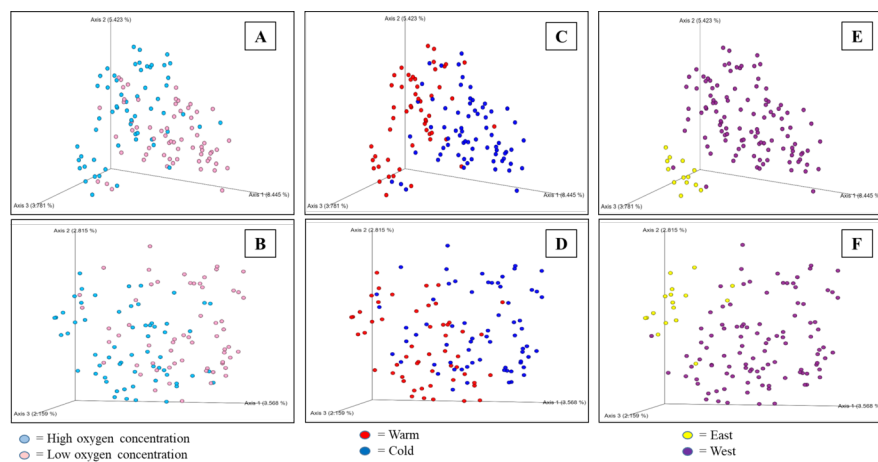 Axis 2 (5.423 %)
A
Axis 1 (8.445 %)
Axis 3 (3.781 %)
Axis 2 (5.423 %)
C
Axis 1 (8.445 %)
Axis 3 (3.781 %)
Axis 2 (5.423 %)
E
Axis 1 (8.445 %)
Axis 3 (3.781 %)
Axis 2 (2.815 %)
B
Axis 1 (3.568 %)
Axis 3 (2.159 %)
Axis 2 (2.815 %)
D
Axis 1 (3.568 %)
Axis 3 (2.159 %)
Axis 2 (2.815 %)
F
Axis 1 (3.568 %)
Axis 3 (2.159 %)
= High oxygen concentration
= Low oxygen concentration
= Warm
= Cold
= East
= West